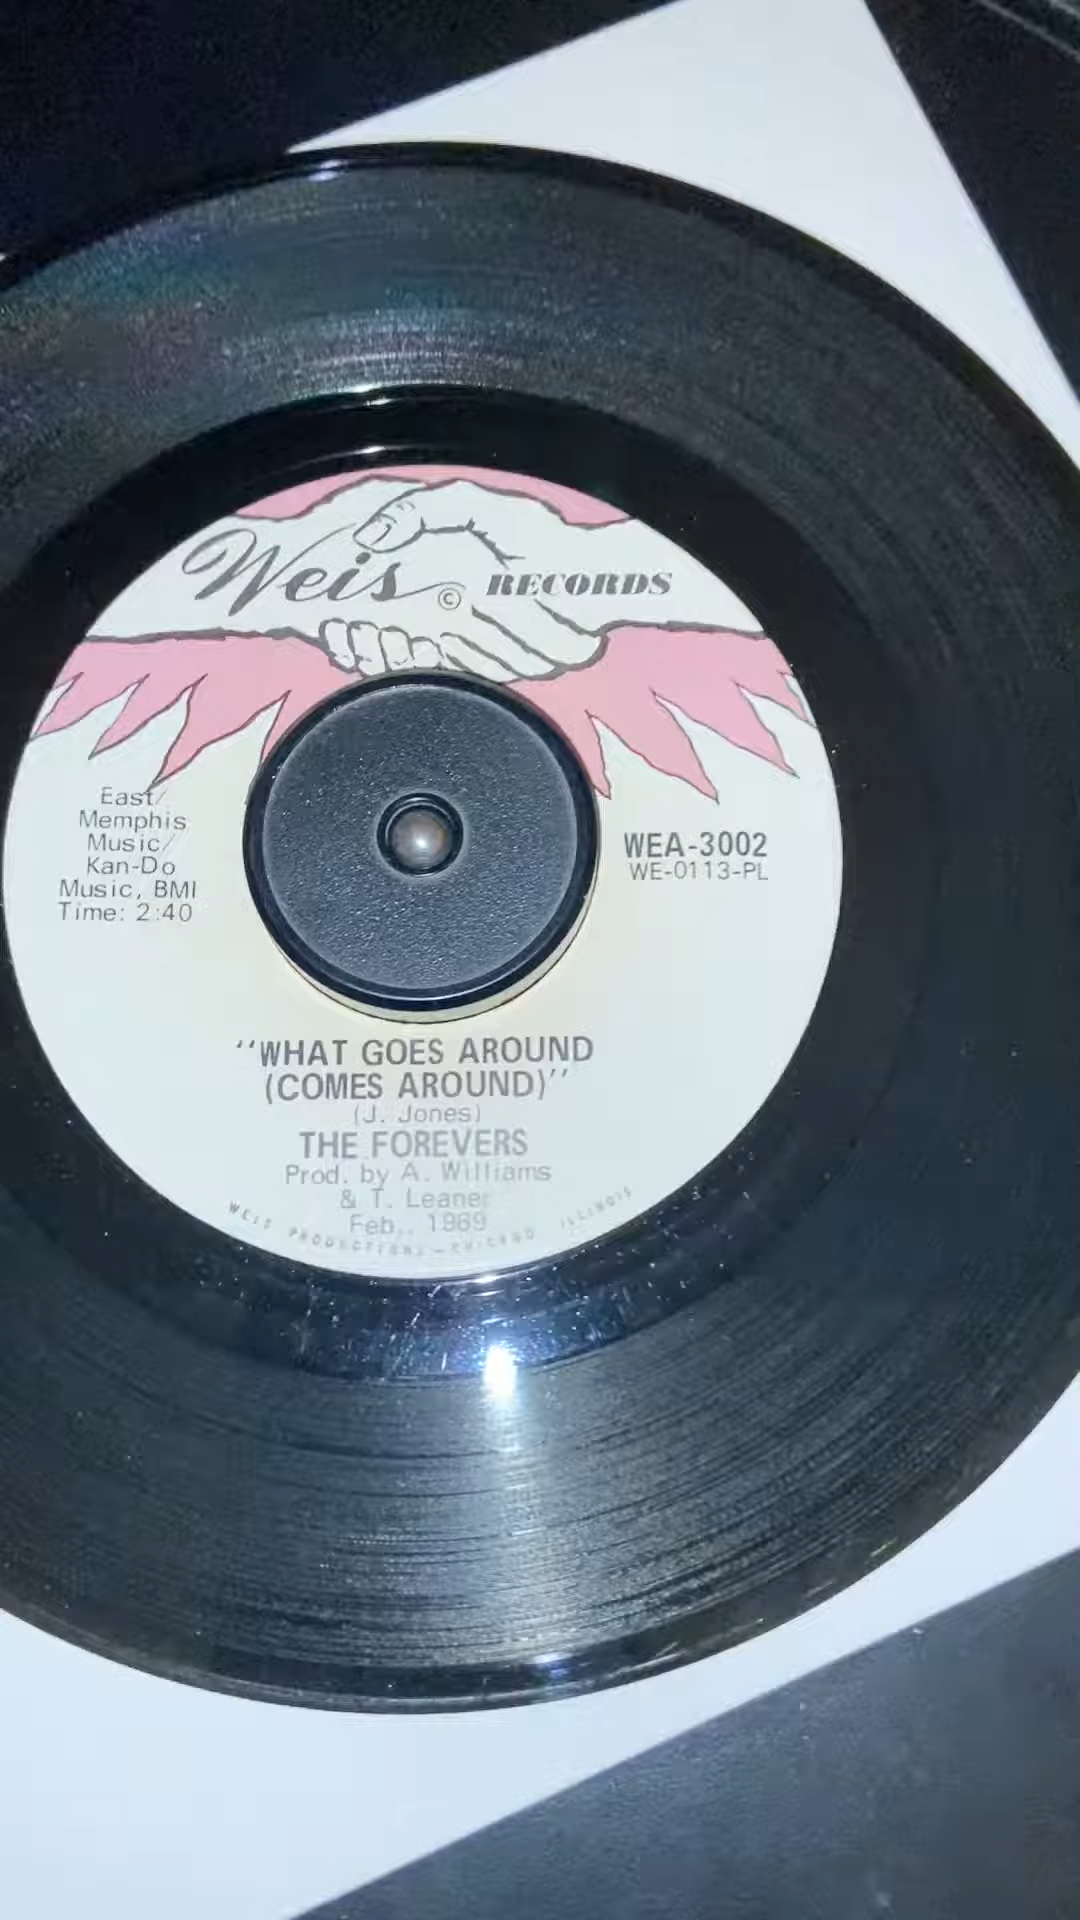 Weis © RECORDS
East/
Memphis
Music/
Kan-Do
Music, BMI
Time: 2:40
WEA-3002
WE-0113-PL
“WHAT GOES AROUND
(COMES AROUND)”
(J. Jones)
THE FOREVERS
Prod. by A. Williams
& T. Leaner
Feb., 1969
WEIS PRODUCTIONS — CHICAGO ILLINOIS